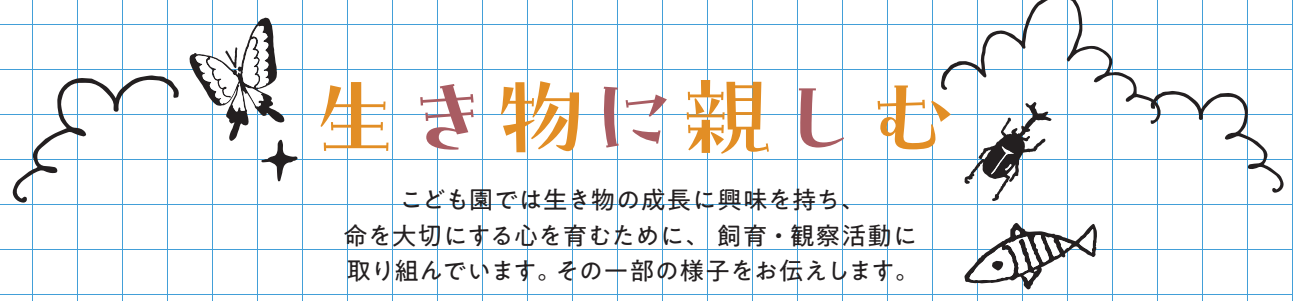 生き物に親しむ
こども園では生き物の成長に興味を持ち、
命を大切にする心を育むために、 飼育・観察活動に
取り組んでいます。その一部の様子をお伝えします。